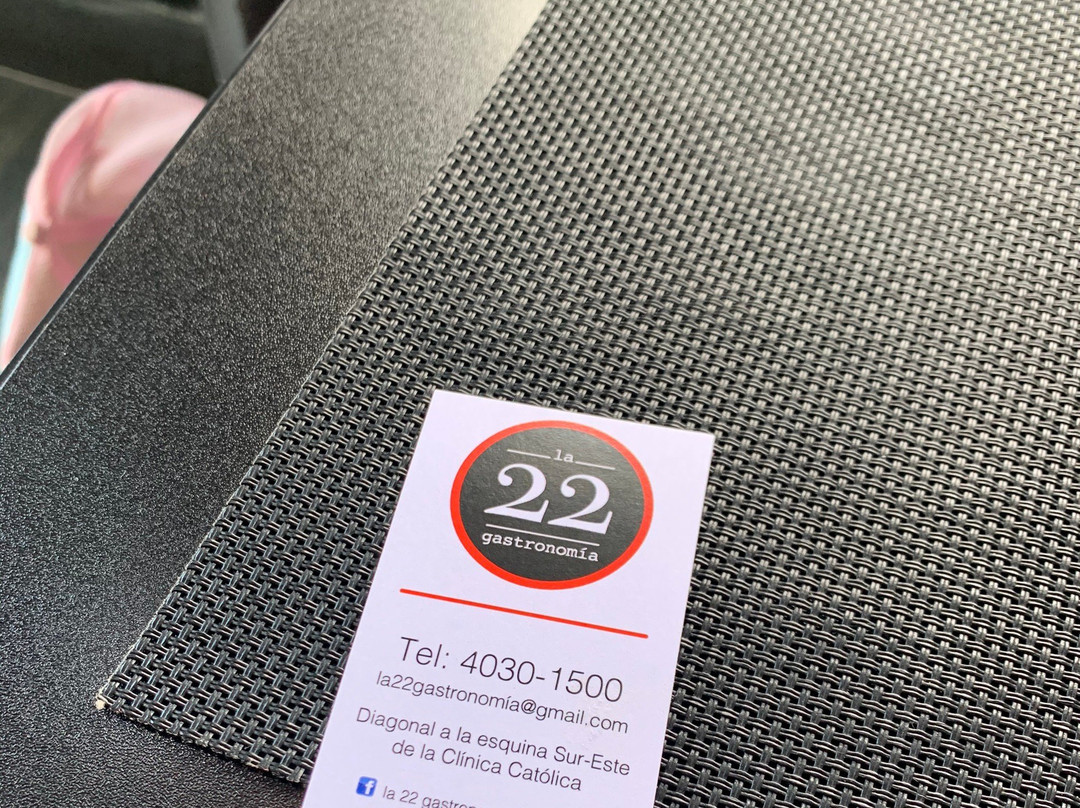 la
22
gastronomía
Tel: 4030-1500
la22gastronomía@gmail.com
Diagonal a la esquina Sur-Este
de la Clínica Católica
f la 22